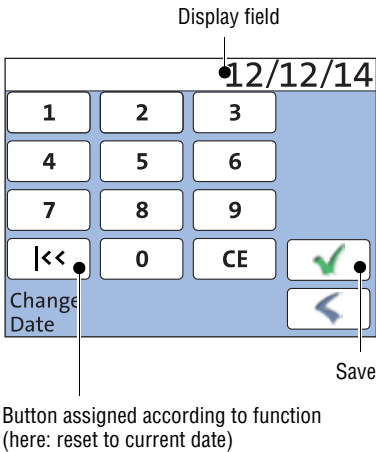 Display field
12/12/14
1 2 3
4 5 6
7 8 9
|<< 0 CE
Change
Date
Save
Button assigned according to function
(here: reset to current date)